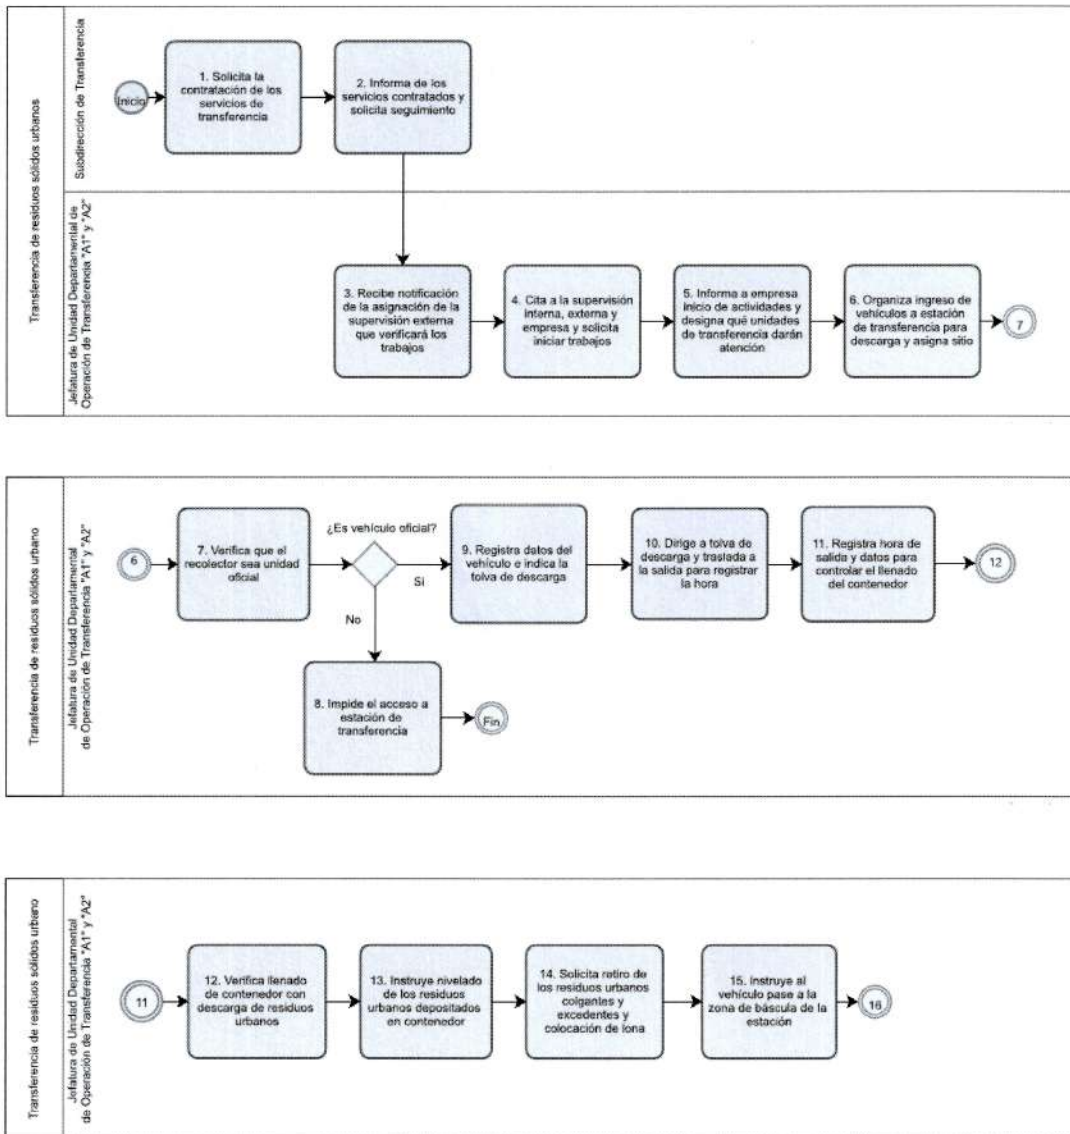 Transferencia de residuos sólidos urbanos
Subdirección de Transferencia
Inicio
1. Solicita la
contratación de los
servicios de
transferencia
2. Informa de los
servicios contratados y
solicita seguimiento
Jefatura de Unidad Departamental de
Operación de Transferencia "A1" y "A2"
3. Recibe notificación
de la asignación de la
supervisión externa
que verificará los
trabajos
4. Cita a la supervisión
interna, externa y
empresa y solicita
iniciar trabajos
5. Informa a empresa
inicio de actividades y
designa qué unidades
de transferencia darán
atención
6. Organiza ingreso de
vehículos a estación
de transferencia para
descarga y asigna sitio
7
Transferencia de residuos sólidos urbano
Jefatura de Unidad Departamental
de Operación de Transferencia "A1" y "A2"
6
7. Verifica que el
recolector sea unidad
oficial
¿Es vehículo oficial?
Si
No
8. Impide el acceso a
estación de
transferencia
Fin
9. Registra datos del
vehículo e indica la
tolva de descarga
10. Dirige a tolva de
descarga y traslada a
la salida para registrar
la hora
11. Registra hora de
salida y datos para
controlar el llenado
del contenedor
12
Transferencia de residuos sólidos urbano
Jefatura de Unidad Departamental
de Operación de Transferencia "A1" y "A2"
11
12. Verifica llenado
de contenedor con
descarga de residuos
urbanos
13. Instruye nivelado
de los residuos
urbanos depositados
en contenedor
14. Solicita retiro de
los residuos urbanos
colgantes y
excedentes y
colocación de lona
15. Instruye al
vehículo pase a la
zona de báscula de la
estación
16